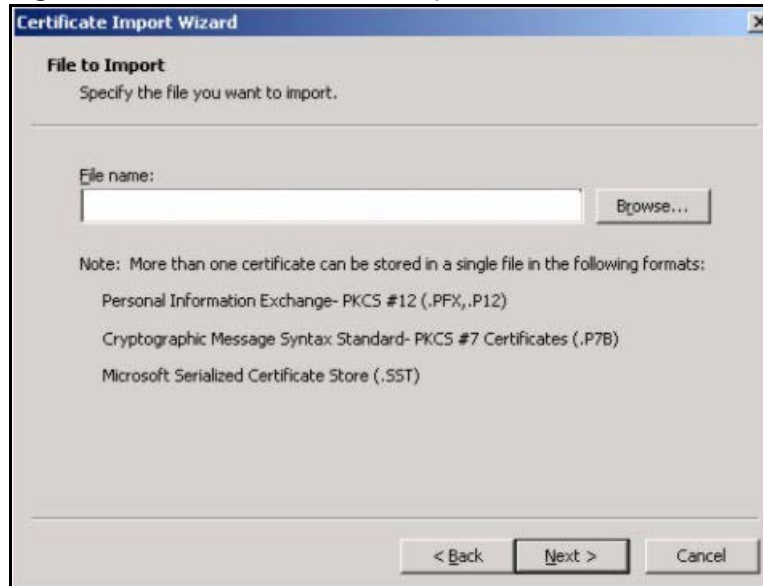 Certificate Import Wizard
File to Import
Specify the file you want to import.
File name:
Browse...
Note: More than one certificate can be stored in a single file in the following formats:
Personal Information Exchange- PKCS #12 (.PFX,.P12)
Cryptographic Message Syntax Standard- PKCS #7 Certificates (.P7B)
Microsoft Serialized Certificate Store (.SST)
< Back Next > Cancel